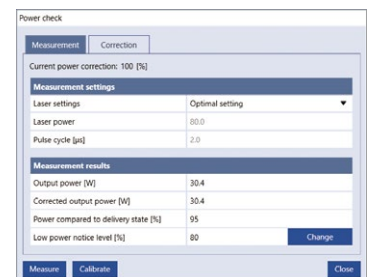 Power check
Measurement Correction
Current power correction: 100 [%]
Measurement settings
Laser settings Optimal setting
Laser power 80.0
Pulse cycle [μs] 2.0
Measurement results
Output power [W] 30.4
Corrected output power [W] 30.4
Power compared to delivery state [%] 95
Low power notice level [%] 80 Change
Measure Calibrate Close